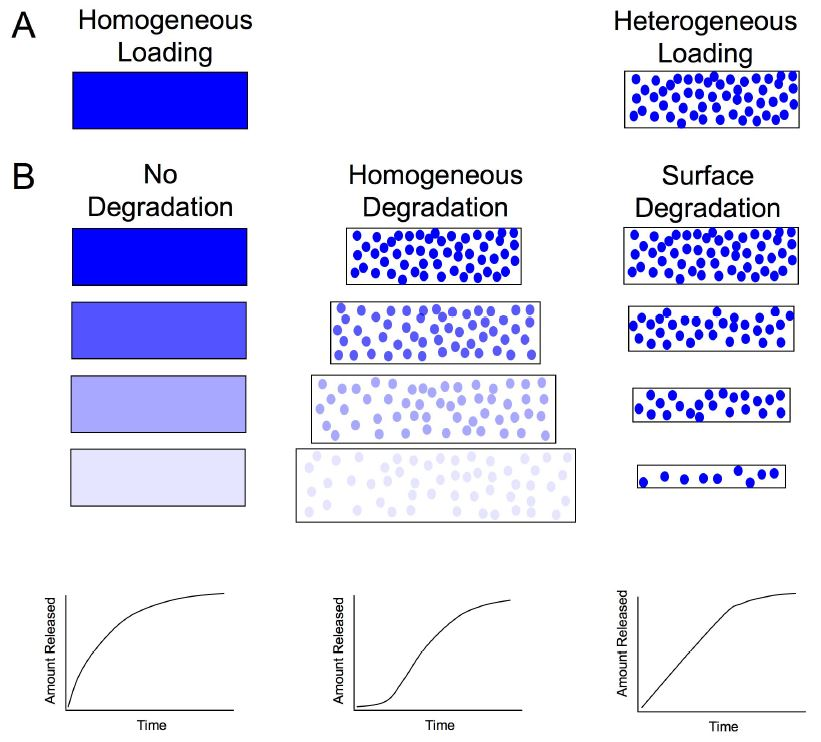 A
Homogeneous
Loading
Heterogeneous
Loading
B
No
Degradation
Homogeneous
Degradation
Surface
Degradation
Amount Released
Time
Amount Released
Time
Amount Released
Time